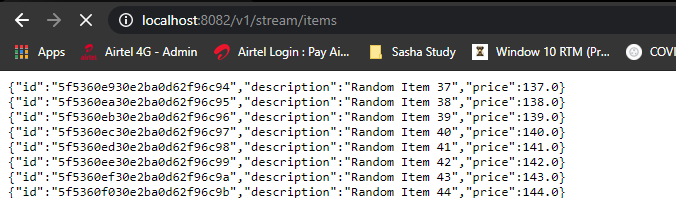 localhost:8082/v1/stream/items
Airtel 4G - Admin Airtel Login : Pay Ai... Sasha Study Window 10 RTM (Pr... COVI
{"id":"5f5360e930e2ba0d62f96c94","description":"Random Item 37","price":137.0}
{"id":"5f5360ea30e2ba0d62f96c95","description":"Random Item 38","price":138.0}
{"id":"5f5360eb30e2ba0d62f96c96","description":"Random Item 39","price":139.0}
{"id":"5f5360ec30e2ba0d62f96c97","description":"Random Item 40","price":140.0}
{"id":"5f5360ed30e2ba0d62f96c98","description":"Random Item 41","price":141.0}
{"id":"5f5360ee30e2ba0d62f96c99","description":"Random Item 42","price":142.0}
{"id":"5f5360ef30e2ba0d62f96c9a","description":"Random Item 43","price":143.0}
{"id":"5f5360f030e2ba0d62f96c9b","description":"Random Item 44","price":144.0}